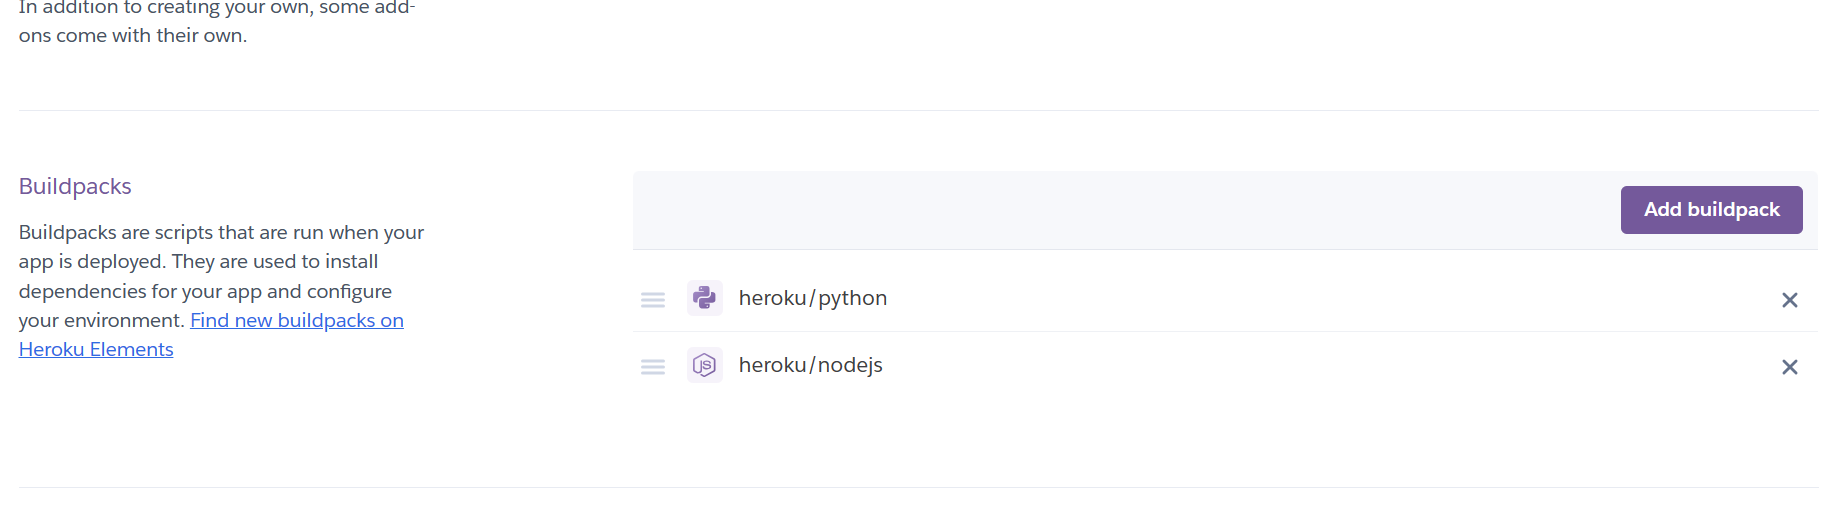 In addition to creating your own, some add-
ons come with their own.
Buildpacks
Buildpacks are scripts that are run when your
app is deployed. They are used to install
dependencies for your app and configure
your environment. Find new buildpacks on
Heroku Elements
Add buildpack
heroku/python
JS heroku/nodejs